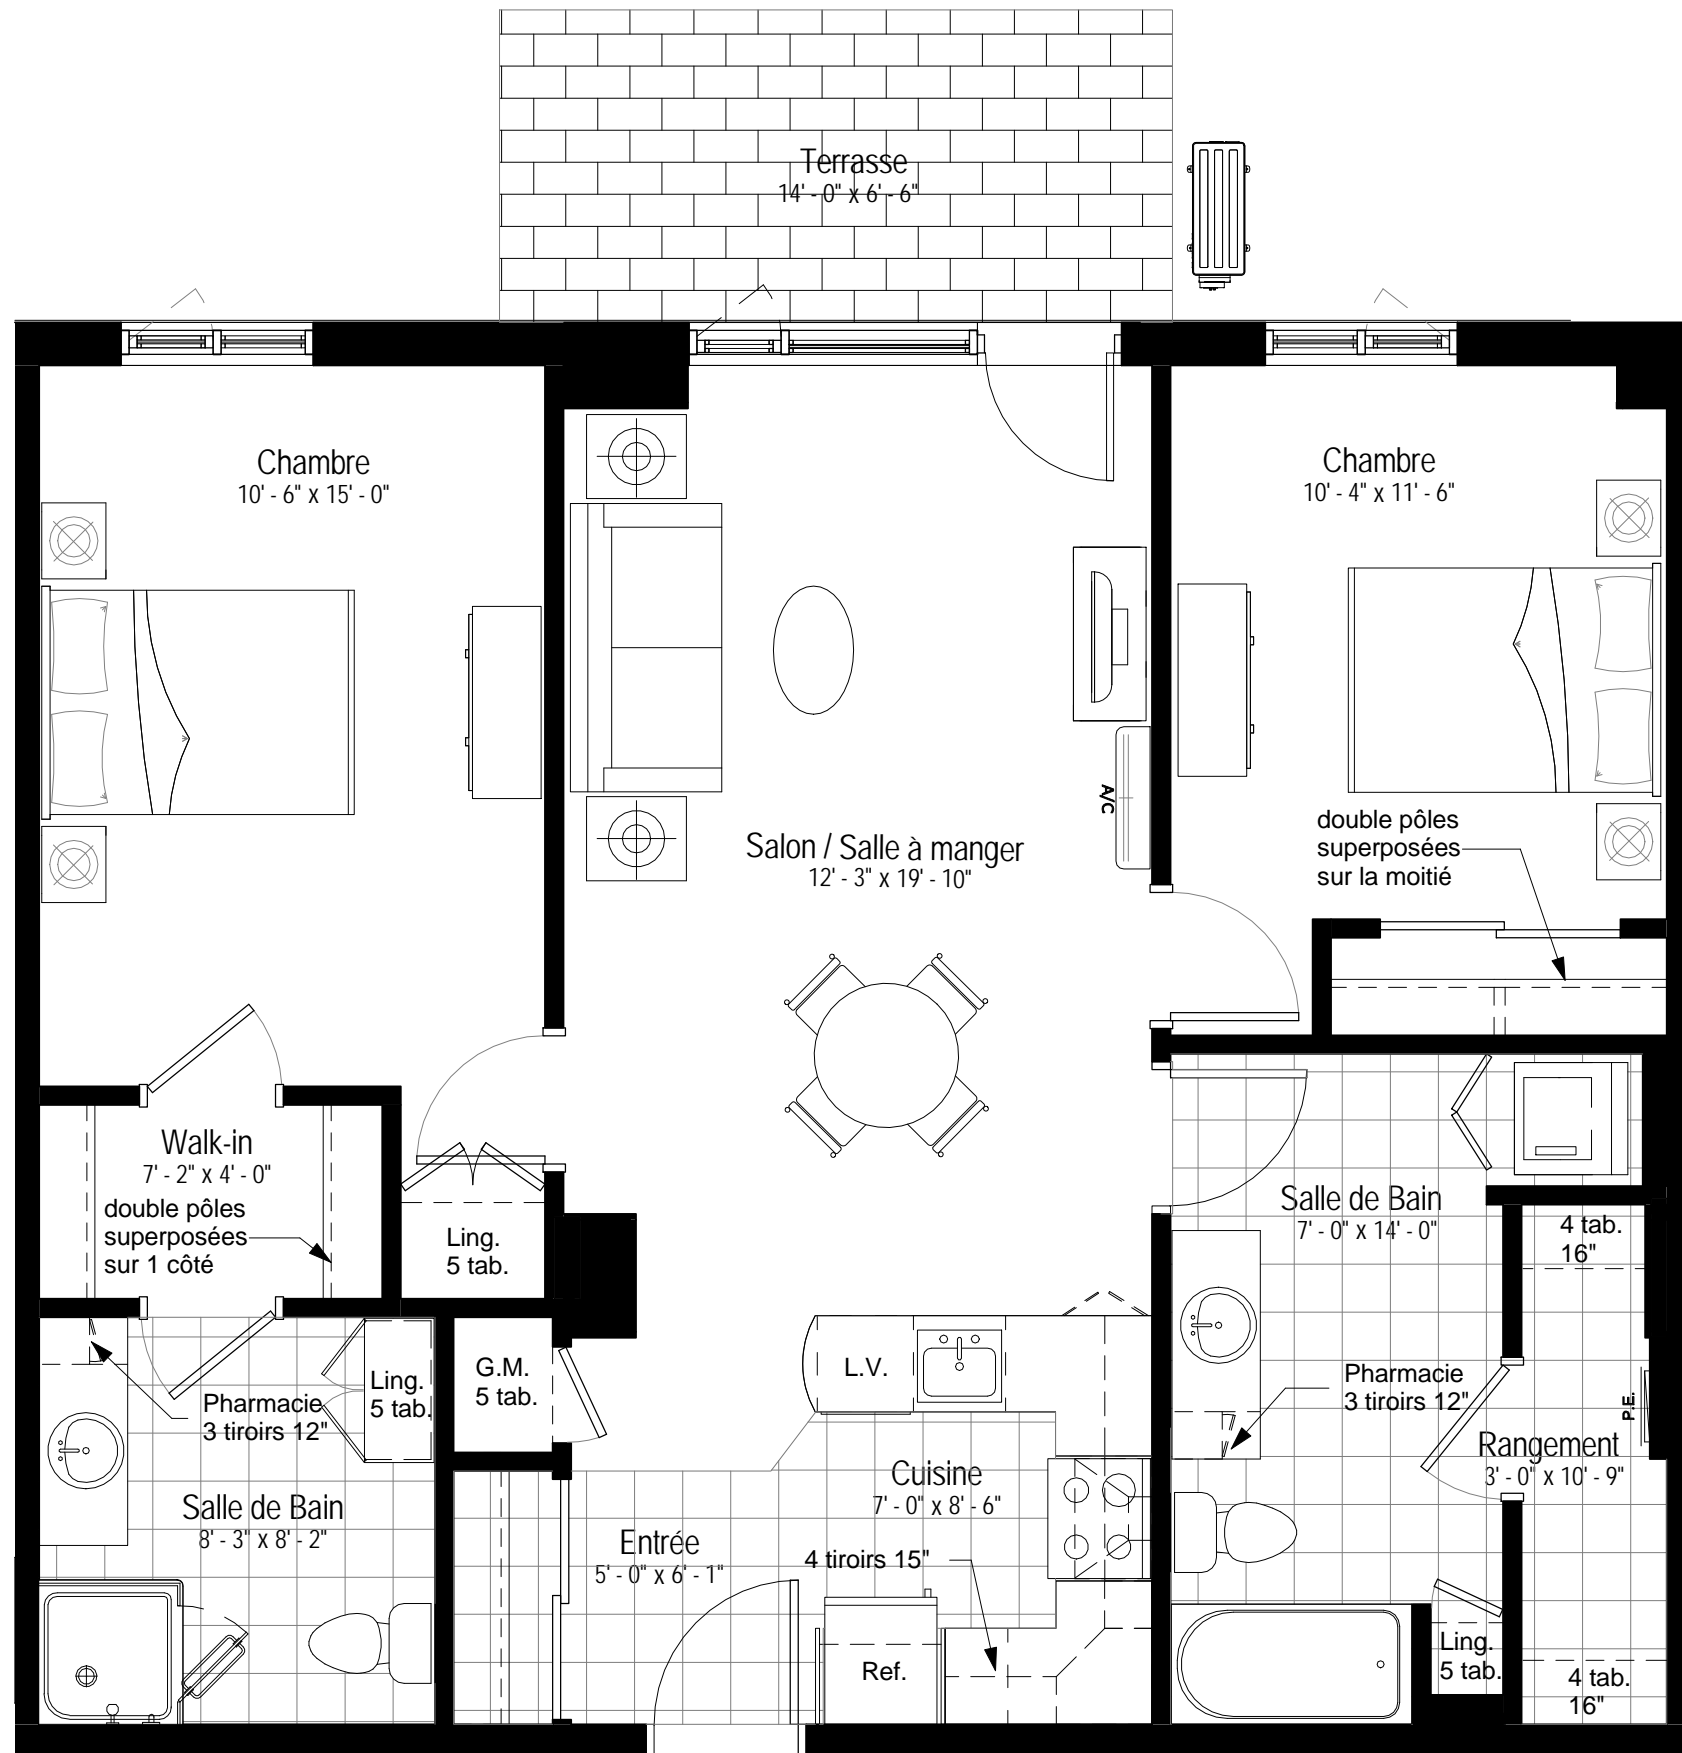 Terrasse
14' - 0" x 6' - 6"
Chambre
10' - 6" x 15' - 0"
Chambre
10' - 4" x 11' - 6"
A/C
double pôles
superposées
sur la moitié
Salon / Salle à manger
12' - 3" x 19' - 10"
Walk-in
7' - 2" x 4' - 0"
double pôles
superposées
sur 1 côté
Ling.
5 tab.
Salle de Bain
7' - 0" x 14' - 0"
4 tab.
16"
G.M.
5 tab.
L.V.
Ling.
5 tab.
Pharmacie
3 tiroirs 12"
Pharmacie
3 tiroirs 12"
P.E.
Rangement
3' - 0" x 10' - 9"
Cuisine
7' - 0" x 8' - 6"
Salle de Bain
8' - 3" x 8' - 2"
Entrée
5' - 0" x 6' - 1"
4 tiroirs 15"
Ref.
Ling.
5 tab.
4 tab.
16"